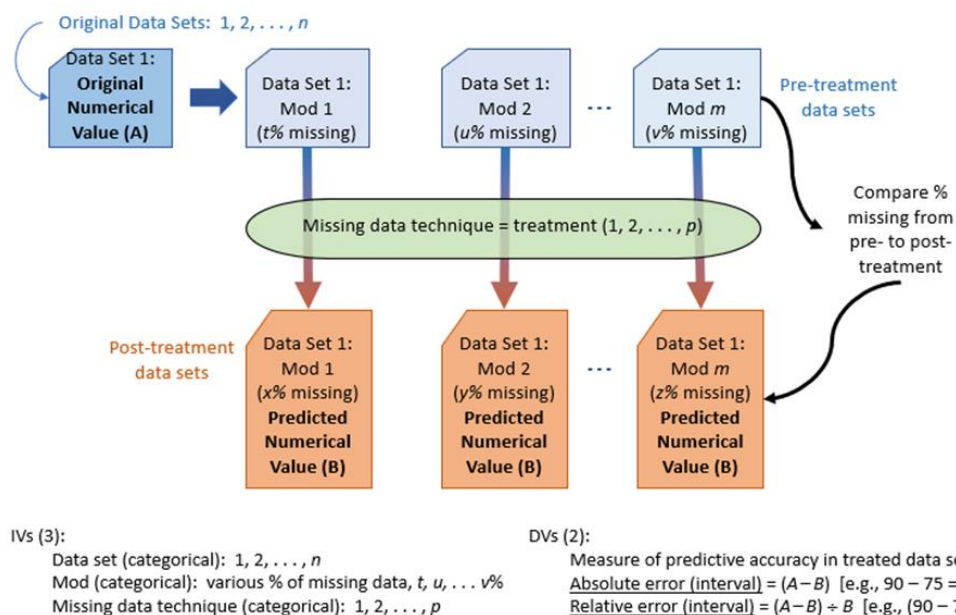 Original Data Sets: 1, 2, . . . , n
Data Set 1:
Original
Numerical
Value (A)
Data Set 1:
Mod 1
(t% missing)
Data Set 1:
Mod 2
(u% missing)
...
Data Set 1:
Mod m
(v% missing)
Pre-treatment
data sets
Missing data technique = treatment (1, 2, . . . , p)
Compare %
missing from
pre- to post-
treatment
Post-treatment
data sets
Data Set 1:
Mod 1
(x% missing)
Predicted
Numerical
Value (B)
Data Set 1:
Mod 2
(y% missing)
Predicted
Numerical
Value (B)
...
Data Set 1:
Mod m
(z% missing)
Predicted
Numerical
Value (B)
IVs (3):
Data set (categorical): 1, 2, . . . , n
Mod (categorical): various % of missing data, t, u, . . . v%
Missing data technique (categorical): 1, 2, . . . , p
DVs (2):
Measure of predictive accuracy in treated data
Absolute error (interval) = (A−B) [e.g., 90 − 75 =
Relative error (interval) = (A−B) ÷ B [e.g., (90 −